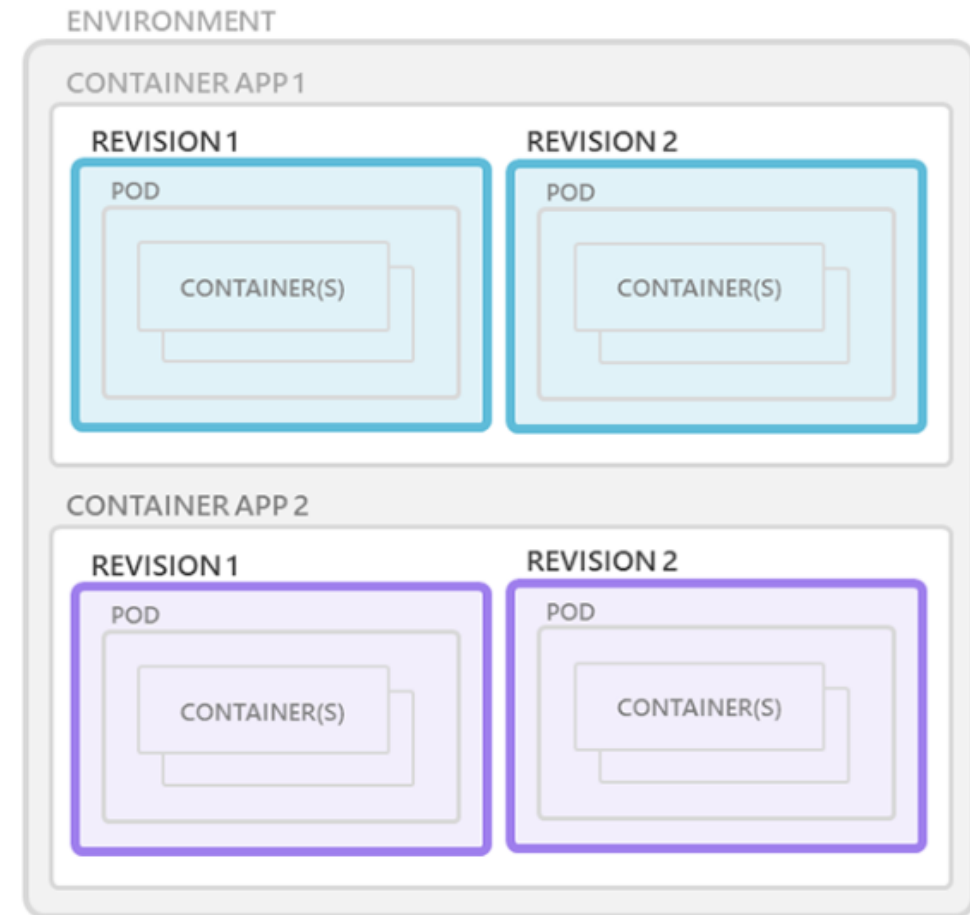 ENVIRONMENT
CONTAINER APP 1
REVISION 1
REVISION 2
POD
POD
CONTAINER(S)
CONTAINER(S)
CONTAINER APP 2
REVISION 1
REVISION 2
POD
POD
CONTAINER(S)
CONTAINER(S)